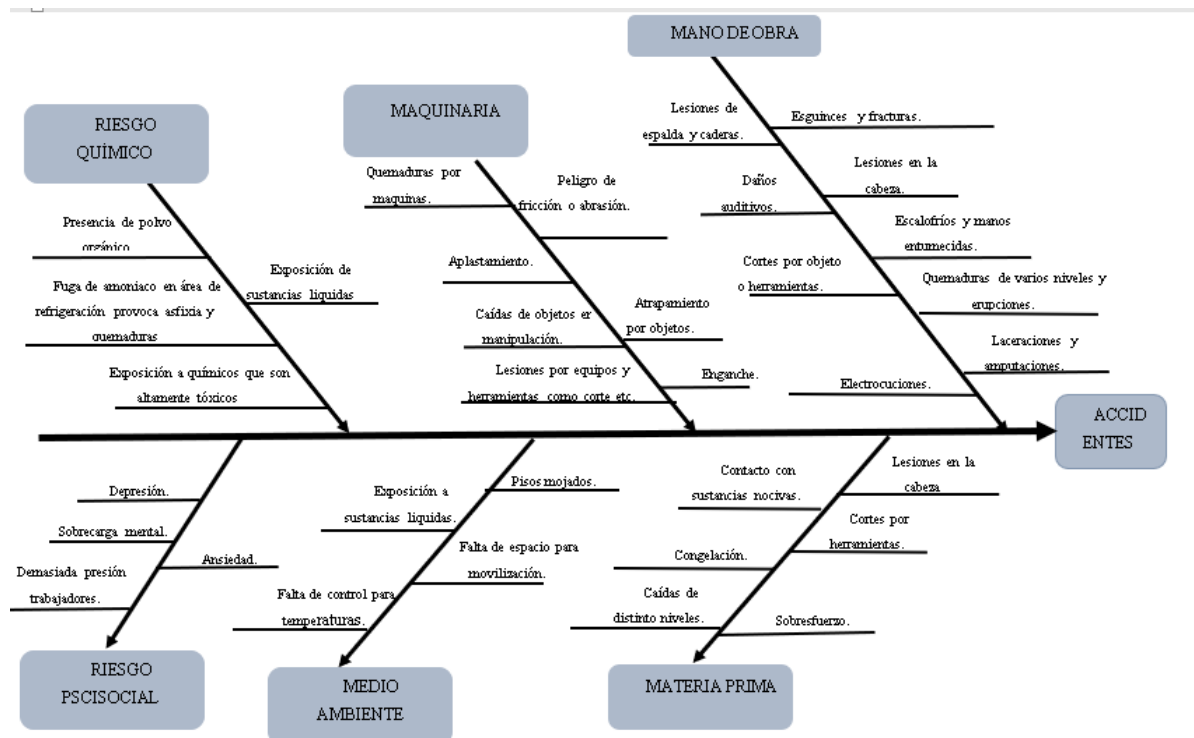 MANO DE OBRA
Lesiones de
espalda y caderas.
Esguinces y fracturas.
Daños
auditivos.
Lesiones en la
cabeza.
Escalofríos y manos
entumecidas.
Cortes por objeto
o herramientas.
Quemaduras de varios niveles y
erupciones.
Laceraciones y
amputaciones.
Electrocuciones.
MAQUINARIA
Quemaduras por
maquinas.
Peligro de
fricción o abrasión.
Aplastamiento.
Atrapamiento
por objetos.
Caídas de objetos er
manipulación.
Lesiones por equipos y
herramientas como corte etc.
Enganche.
RIESGO
QUÍMICO
Presencia de polvo
orgánico
Exposición de
sustancias liquidas
Fuga de amoniaco en área de
refrigeración provoca asfixia y
quemaduras
Exposición a químicos que son
altamente tóxicos
ACCID
ENTES
Depresión.
Sobrecarga mental.
Ansiedad.
Demasiada presión
trabajadores.
RIESGO
PSCISOCIAL
Pisos mojados.
Exposición a
sustancias liquidas.
Falta de espacio para
movilización.
Falta de control para
temperaturas.
MEDIO
AMBIENTE
Contacto con
sustancias nocivas.
Lesiones en la
cabeza
Cortes por
herramientas.
Congelación.
Caídas de
distinto niveles.
Sobresfuerzo.
MATERIA PRIMA